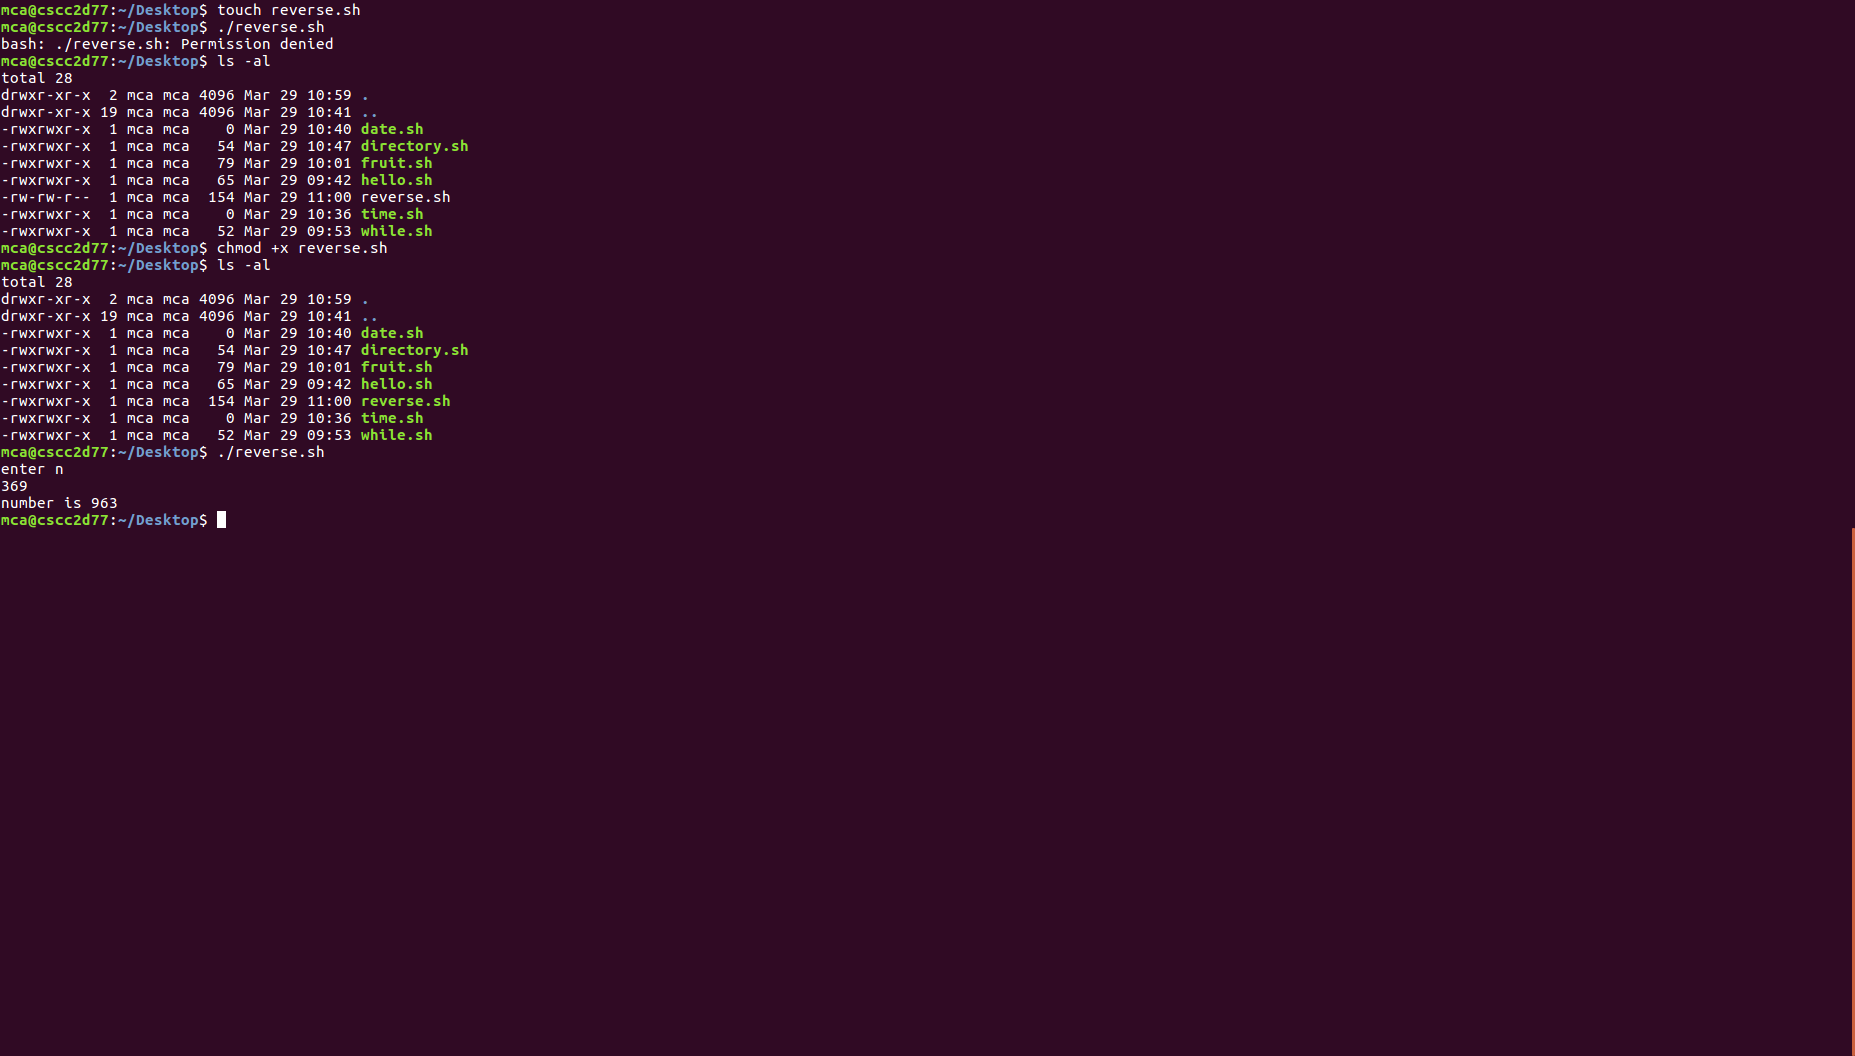 mca@cscc2d77:~/Desktop$ touch reverse.sh
mca@cscc2d77:~/Desktop$ ./reverse.sh
bash: ./reverse.sh: Permission denied
mca@cscc2d77:~/Desktop$ ls -al
total 28
drwxr-xr-x  2 mca mca 4096 Mar 29 10:59 .
drwxr-xr-x 19 mca mca 4096 Mar 29 10:41 ..
-rwxrwxr-x  1 mca mca    0 Mar 29 10:40 date.sh
-rwxrwxr-x  1 mca mca   54 Mar 29 10:47 directory.sh
-rwxrwxr-x  1 mca mca   79 Mar 29 10:01 fruit.sh
-rwxrwxr-x  1 mca mca   65 Mar 29 09:42 hello.sh
-rw-rw-r--  1 mca mca  154 Mar 29 11:00 reverse.sh
-rwxrwxr-x  1 mca mca    0 Mar 29 10:36 time.sh
-rwxrwxr-x  1 mca mca   52 Mar 29 09:53 while.sh
mca@cscc2d77:~/Desktop$ chmod +x reverse.sh
mca@cscc2d77:~/Desktop$ ls -al
total 28
drwxr-xr-x  2 mca mca 4096 Mar 29 10:59 .
drwxr-xr-x 19 mca mca 4096 Mar 29 10:41 ..
-rwxrwxr-x  1 mca mca    0 Mar 29 10:40 date.sh
-rwxrwxr-x  1 mca mca   54 Mar 29 10:47 directory.sh
-rwxrwxr-x  1 mca mca   79 Mar 29 10:01 fruit.sh
-rwxrwxr-x  1 mca mca   65 Mar 29 09:42 hello.sh
-rwxrwxr-x  1 mca mca  154 Mar 29 11:00 reverse.sh
-rwxrwxr-x  1 mca mca    0 Mar 29 10:36 time.sh
-rwxrwxr-x  1 mca mca   52 Mar 29 09:53 while.sh
mca@cscc2d77:~/Desktop$ ./reverse.sh
enter n
369
number is 963
mca@cscc2d77:~/Desktop$